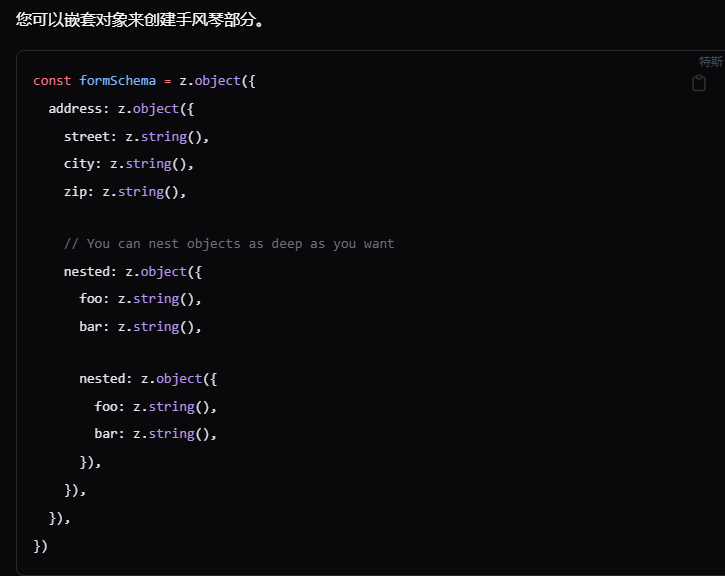 您可以嵌套对象来创建手风琴部分。
特斯
const formSchema = z.object({
  address: z.object({
    street: z.string(),
    city: z.string(),
    zip: z.string(),

    // You can nest objects as deep as you want
    nested: z.object({
      foo: z.string(),
      bar: z.string(),

      nested: z.object({
        foo: z.string(),
        bar: z.string(),
      }),
    }),
  }),
})